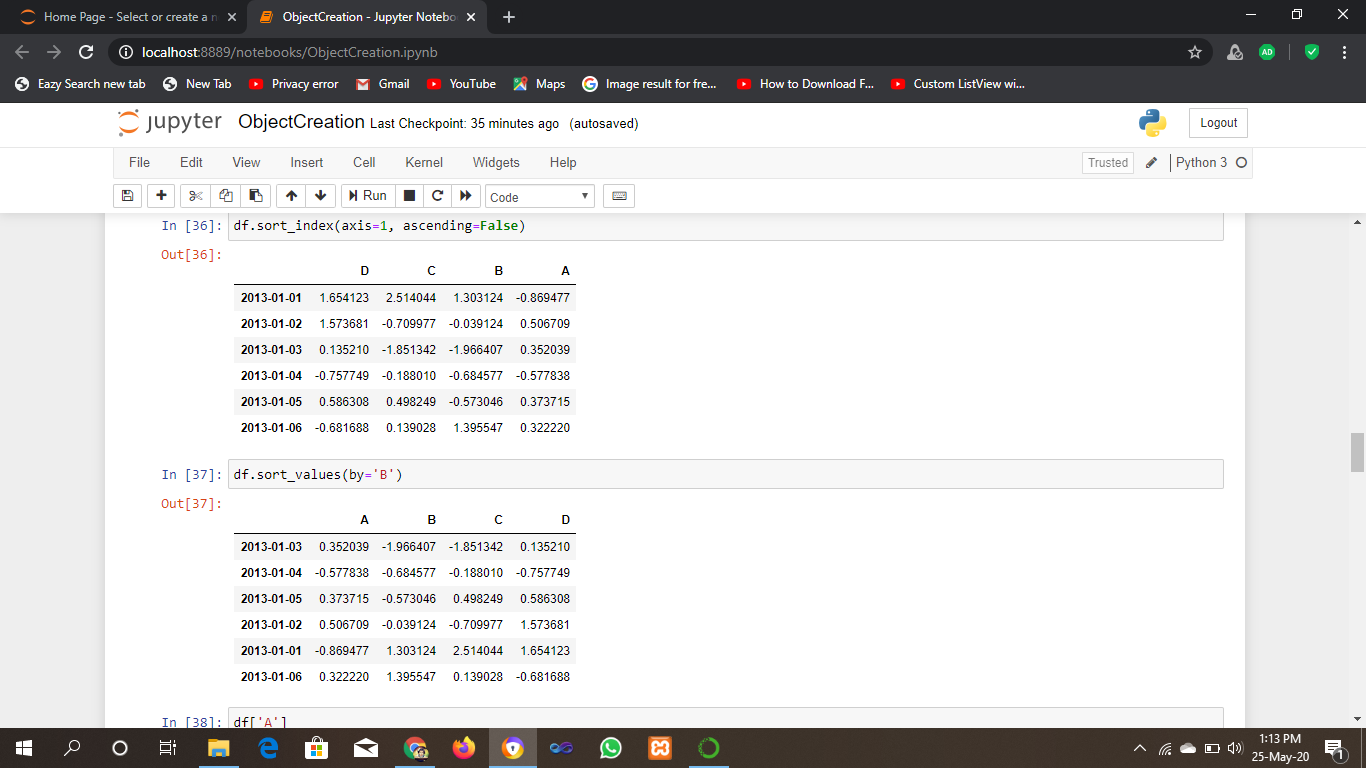 Home Page - Select or create a n
ObjectCreation - Jupyter Notebo
localhost:8889/notebooks/ObjectCreation.ipynb
AD
Eazy Search new tab New Tab Privacy error Gmail YouTube Maps Image result for fre... How to Download F... Custom ListView wi...
jupyter ObjectCreation Last Checkpoint: 35 minutes ago (autosaved) Logout
File Edit View Insert Cell Kernel Widgets Help Trusted Python 3
Run Code
In [36]: df.sort_index(axis=1, ascending=False)
Out[36]:
D C B A
2013-01-01 1.654123 2.514044 1.303124 -0.869477
2013-01-02 1.573681 -0.709977 -0.039124 0.506709
2013-01-03 0.135210 -1.851342 -1.966407 0.352039
2013-01-04 -0.757749 -0.188010 -0.684577 -0.577838
2013-01-05 0.586308 0.498249 -0.573046 0.373715
2013-01-06 -0.681688 0.139028 1.395547 0.322220
In [37]: df.sort_values(by='B')
Out[37]:
A B C D
2013-01-03 0.352039 -1.966407 -1.851342 0.135210
2013-01-04 -0.577838 -0.684577 -0.188010 -0.757749
2013-01-05 0.373715 -0.573046 0.498249 0.586308
2013-01-02 0.506709 -0.039124 -0.709977 1.573681
2013-01-01 -0.869477 1.303124 2.514044 1.654123
2013-01-06 0.322220 1.395547 0.139028 -0.681688
In [38]: df['A']
1:13 PM
25-May-20
1